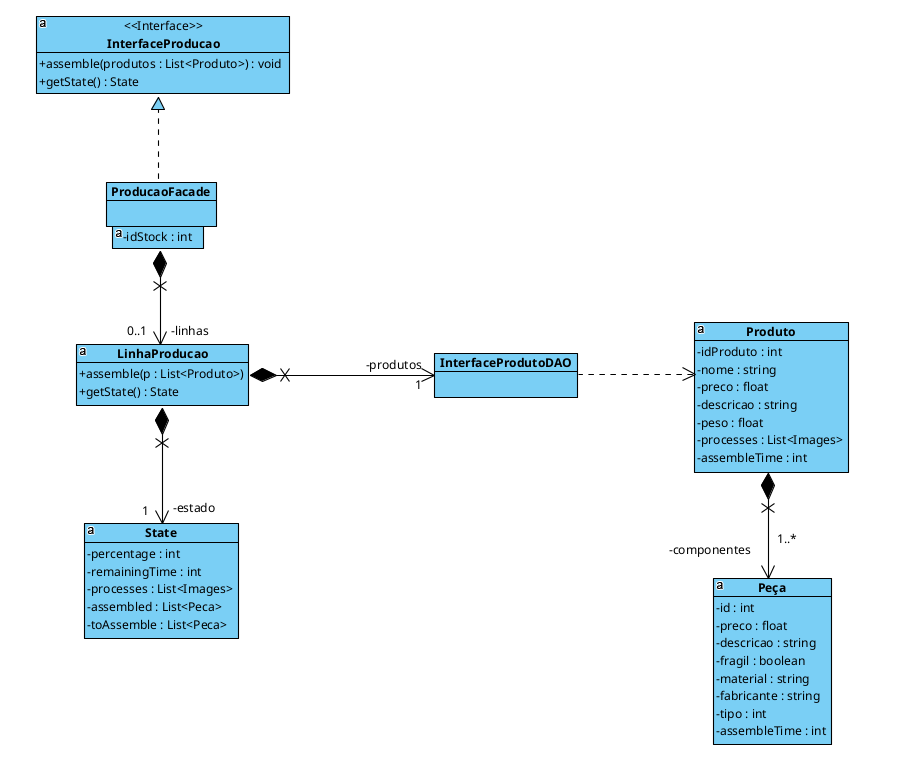 a
<<Interface>>
InterfaceProducao
+assemble(produtos : List<Produto>) : void
+getState() : State
ProducaoFacade
a
-idStock : int
0..1
-linhas
a
LinhaProducao
+assemble(p : List<Produto>)
+getState() : State
-produtos
1
InterfaceProdutoDAO
a
Produto
-idProduto : int
-nome : string
-preco : float
-descricao : string
-peso : float
-processes : List<Images>
-assembleTime : int
1
-estado
a
State
-percentage : int
-remainingTime : int
-processes : List<Images>
-assembled : List<Peca>
-toAssemble : List<Peca>
1..*
-componentes
a
Peça
-id : int
-preco : float
-descricao : string
-fragil : boolean
-material : string
-fabricante : string
-tipo : int
-assembleTime : int